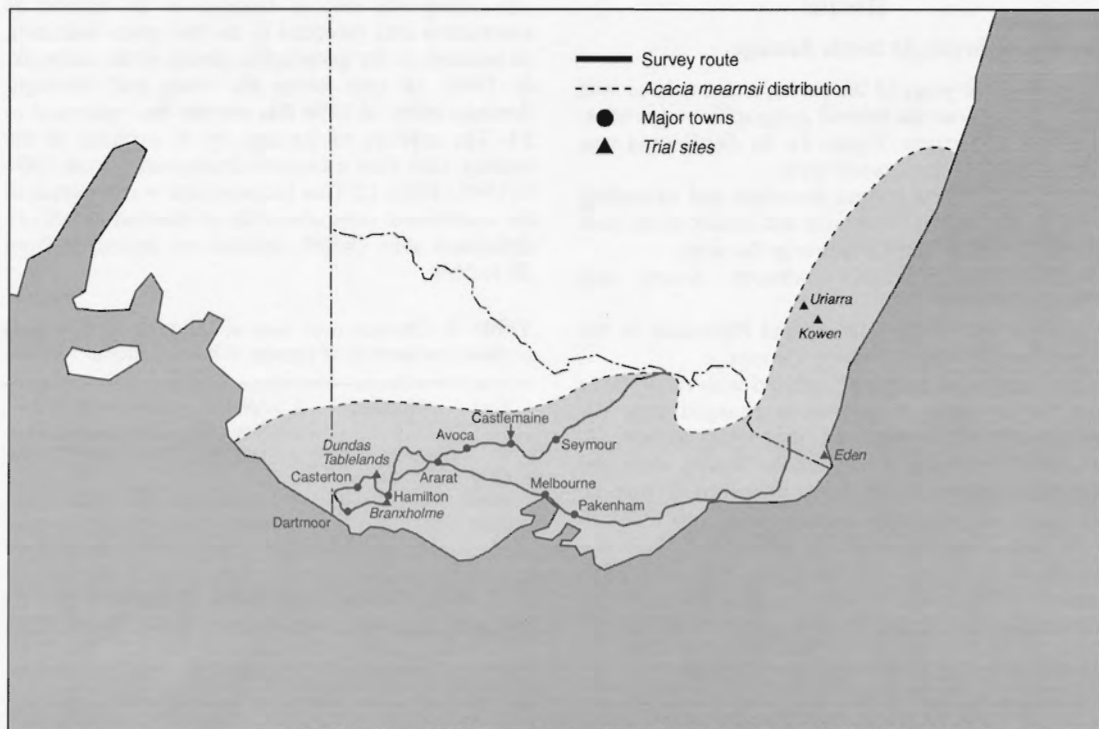 Survey route
Acacia mearnsii distribution
Major towns
Trial sites
Uriarra
Kowen
Castlemaine
Avoca
Seymour
Dundas
Tablelands
Casterton
Ararat
Eden
Hamilton
Melbourne
Branxholme
Pakenham
Dartmoor